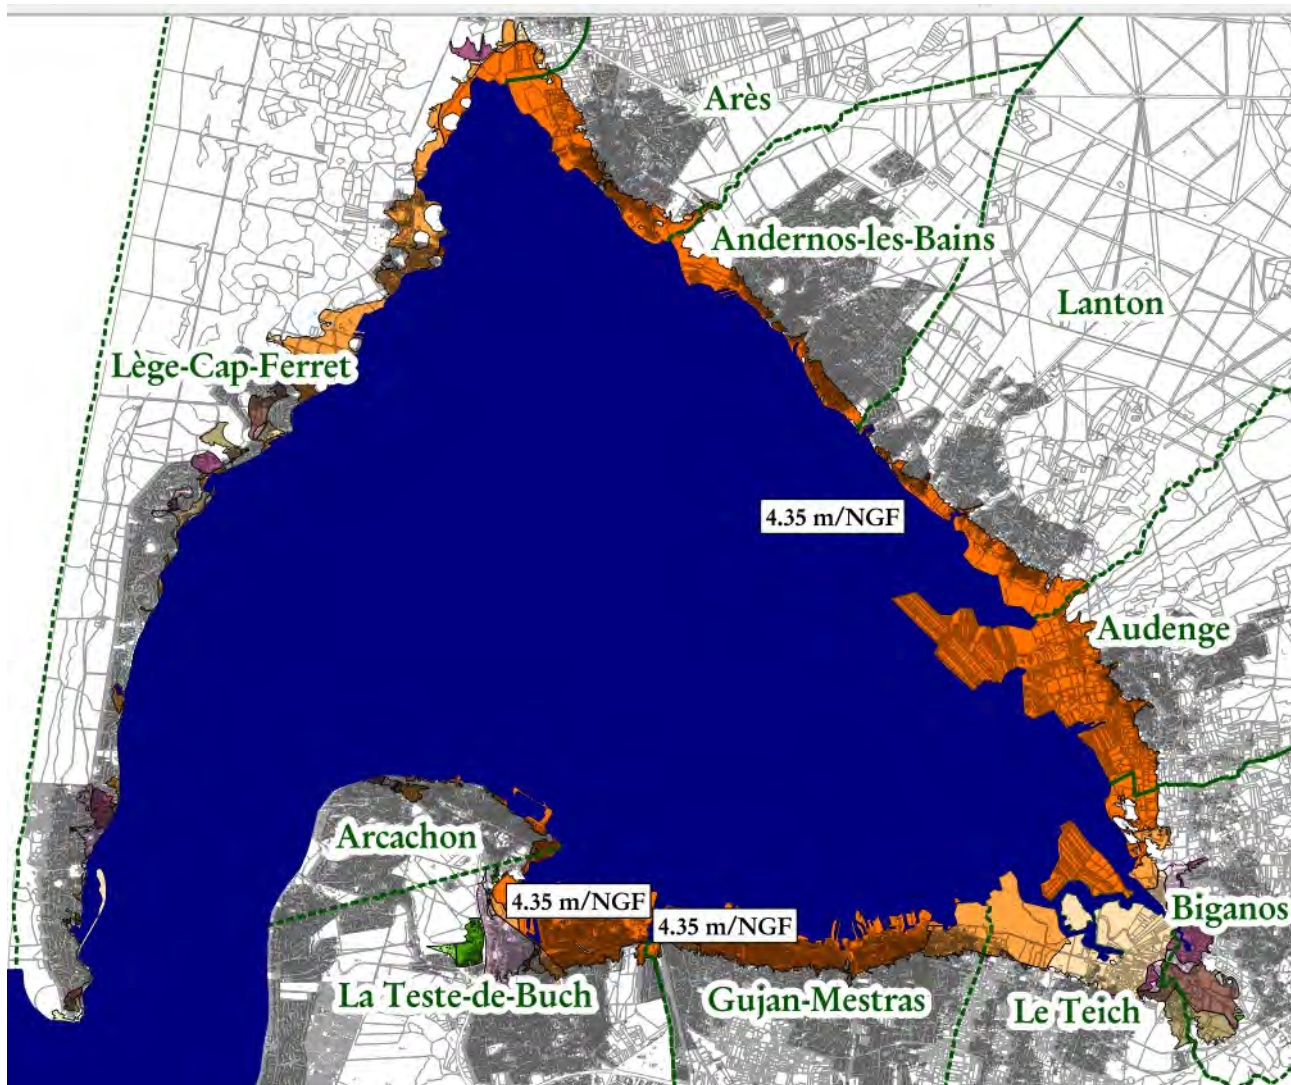 Arès
Andernos-les-Bains
Lanton
Lège-Cap-Ferret
4.35 m/NGF
Audenge
Arcachon
4.35 m/NGF
4.35 m/NGF
Biganos
La Teste-de-Buch
Gujan-Mestras
Le Teich